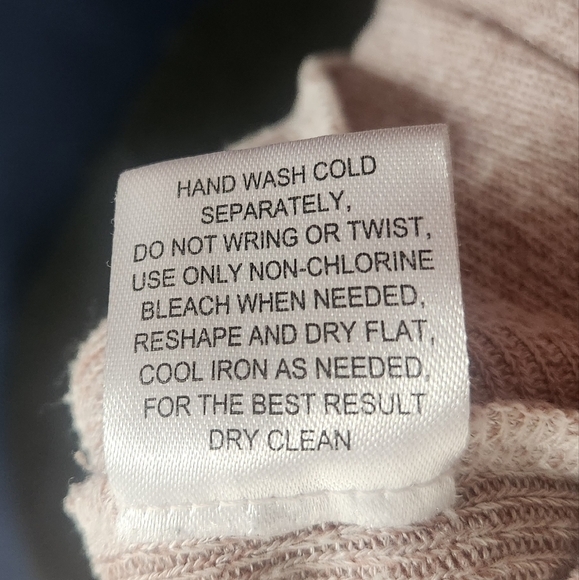 HAND WASH COLD
SEPARATELY,
DO NOT WRING OR TWIST,
USE ONLY NON-CHLORINE
BLEACH WHEN NEEDED,
RESHAPE AND DRY FLAT,
COOL IRON AS NEEDED,
FOR THE BEST RESULT
DRY CLEAN